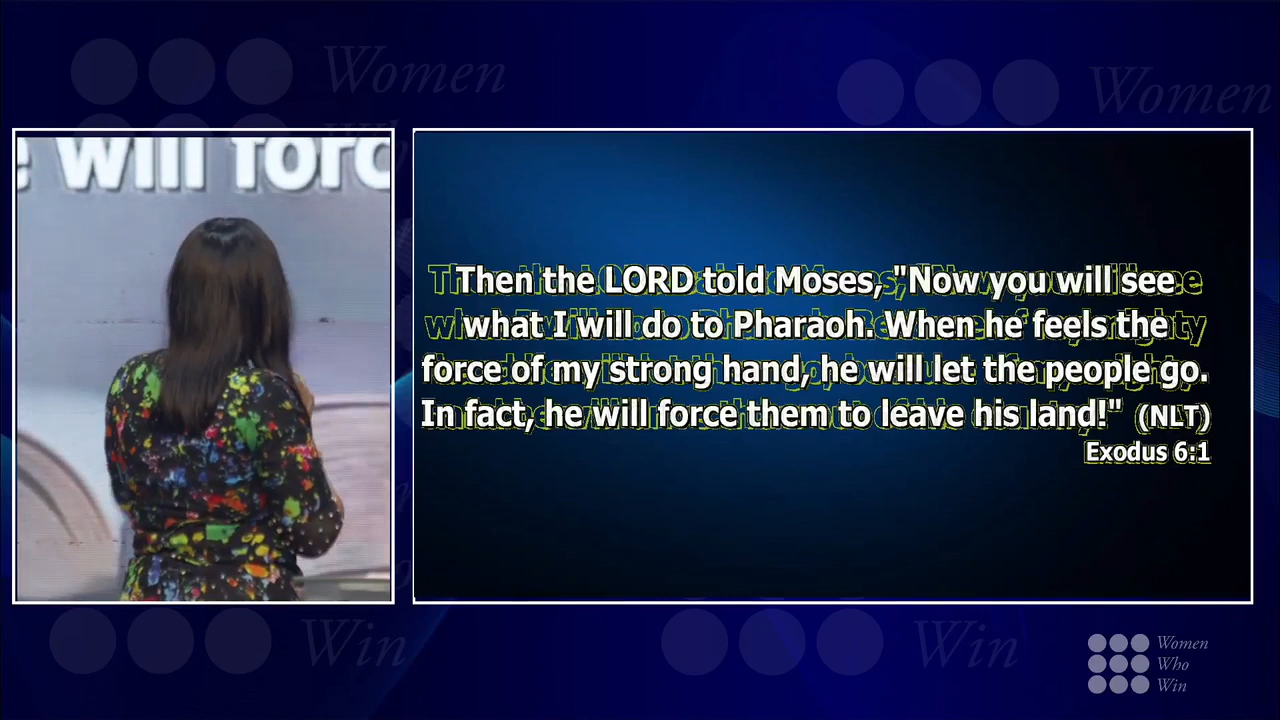 Women
Women
e will forc
Then the LORD told Moses, "Now you will see
what I will do to Pharaoh. When he feels the
force of my strong hand, he will let the people go.
In fact, he will force them to leave his land!" (NLT)
Exodus 6:1
Win
Win
Women
Who
Win